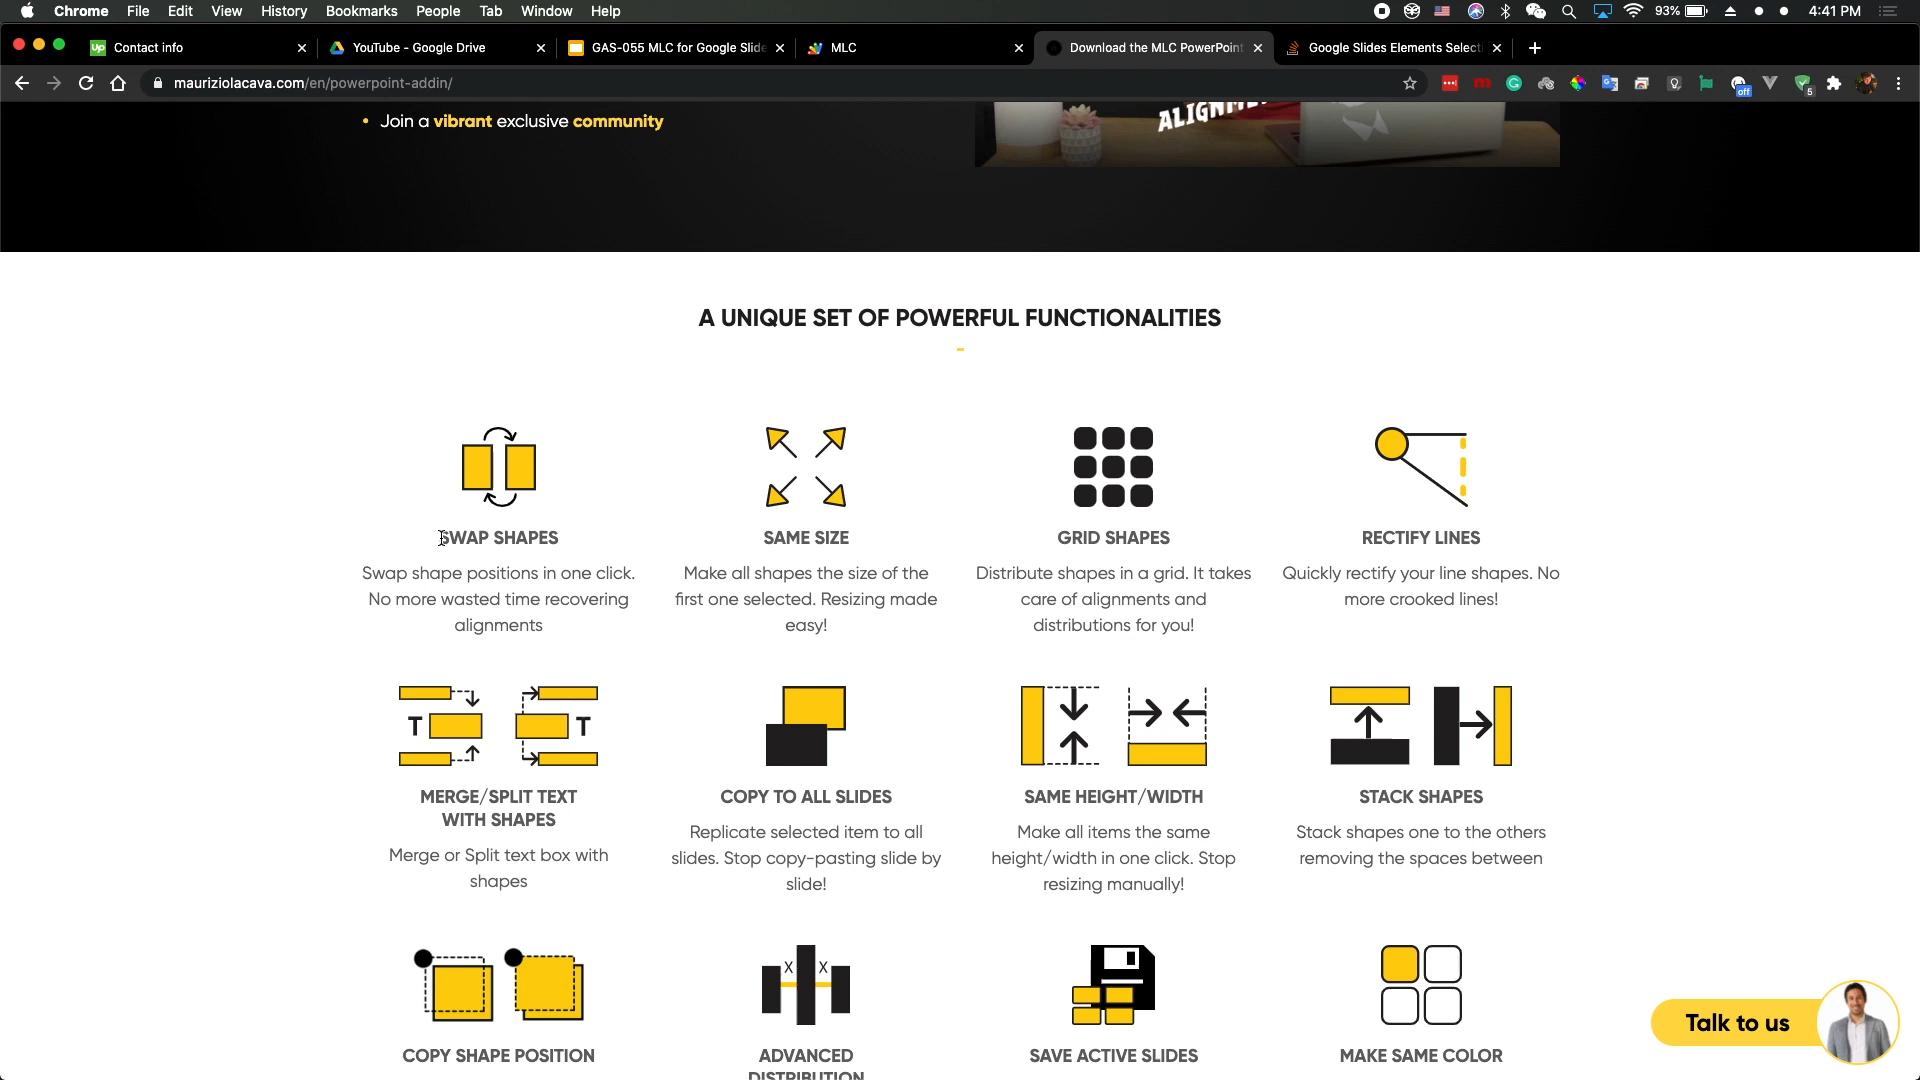 Chrome File Edit View History Bookmarks People Tab Window Help 93% 4:41 PM
Up Contact info YouTube - Google Drive GAS-055 MLC for Google Slide MLC Download the MLC PowerPoint Google Slides Elements Selecti
mauriziolacava.com/en/powerpoint-addin/ off 5
• Join a vibrant exclusive community
A UNIQUE SET OF POWERFUL FUNCTIONALITIES
SWAP SHAPES
Swap shape positions in one click.
No more wasted time recovering
alignments
SAME SIZE
Make all shapes the size of the
first one selected. Resizing made
easy!
GRID SHAPES
Distribute shapes in a grid. It takes
care of alignments and
distributions for you!
RECTIFY LINES
Quickly rectify your line shapes. No
more crooked lines!
T T
MERGE/SPLIT TEXT
WITH SHAPES
Merge or Split text box with
shapes
COPY TO ALL SLIDES
Replicate selected item to all
slides. Stop copy-pasting slide by
slide!
SAME HEIGHT/WIDTH
Make all items the same
height/width in one click. Stop
resizing manually!
STACK SHAPES
Stack shapes one to the others
removing the spaces between
COPY SHAPE POSITION
X X
ADVANCED
DISTRIBUTION
SAVE ACTIVE SLIDES
MAKE SAME COLOR
Talk to us